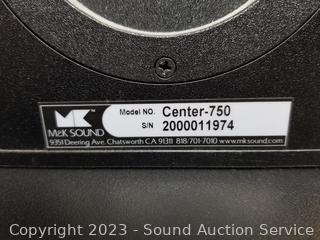 MK™
M&K SOUND
Model NO. Center-750
S/N 2000011974
9351 Deering Ave. Chatsworth CA 91311 818/701-7010 www.mksound.com
Copyright © 2023 - Sound Auction Service